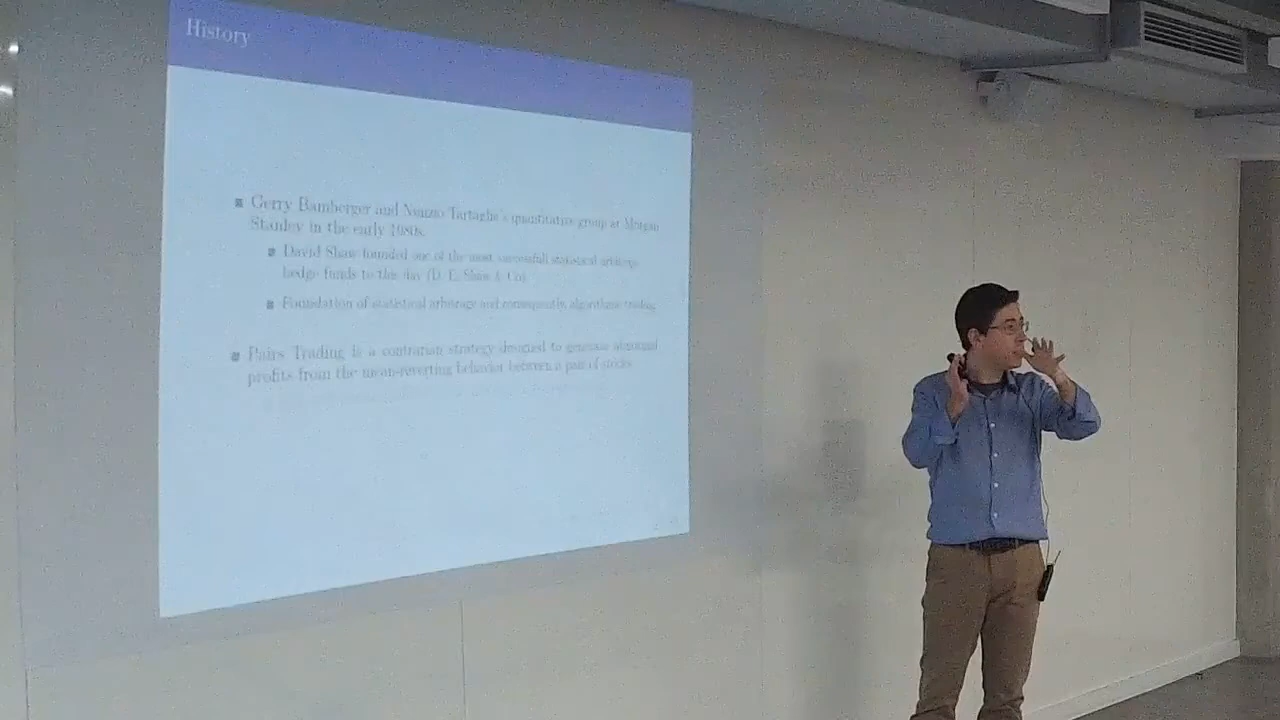 History
Gerry Bamberger and Nunzio Tartaglia's quantitative group at Morgan
Stanley in the early 1980s.
David Shaw founded one of the most successful statistical arbitrage
hedge funds to this day (D. E. Shaw & Co)
Foundation of statistical arbitrage and consequently, algorithmic trading
Pairs Trading is a contrarian strategy designed to generate abnormal
profits from the mean-reverting behavior between a pair of stocks